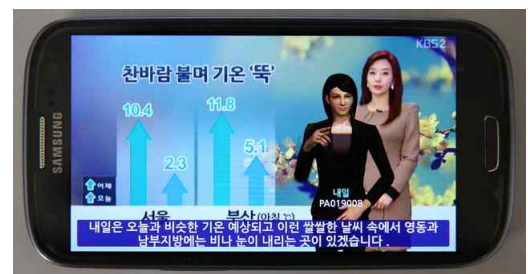 KBS2
찬바람 불며 기온 '뚝'
10.4
11.8
2.3
5.1
SAMSUNG
어제
오늘
서울
부산 (아침 ℃)
내일
PA019008
내일은 오늘과 비슷한 기온 예상되고 이런 쌀쌀한 날씨 속에서 영동과
남부지방에는 비나 눈이 내리는 곳이 있겠습니다 .